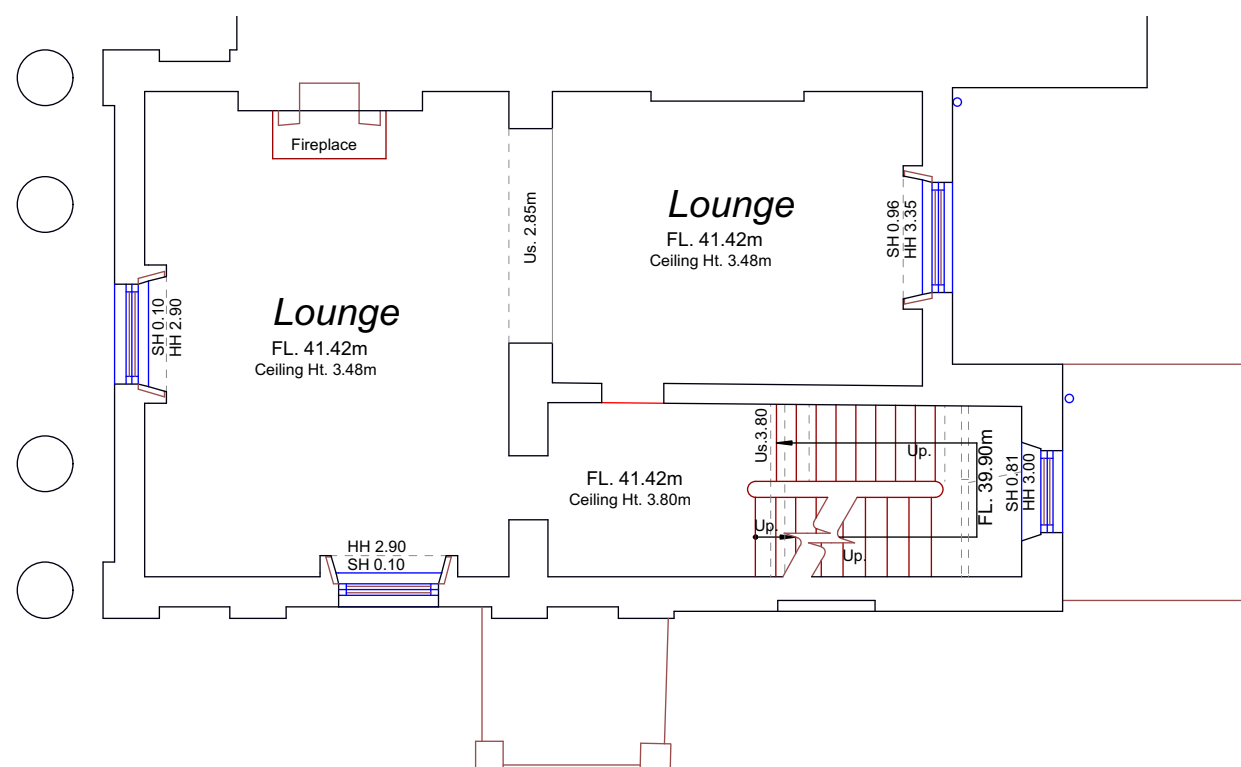 Fireplace
Us. 2.85m
Lounge
FL. 41.42m
Ceiling Ht. 3.48m
SH 0.96
HH 3.35
SH 0.10
HH 2.90
Lounge
FL. 41.42m
Ceiling Ht. 3.48m
Us.3.80
Up.
FL. 39.90m
SH 0.81
HH 3.00
FL. 41.42m
Ceiling Ht. 3.80m
Up.
Up.
HH 2.90
SH 0.10